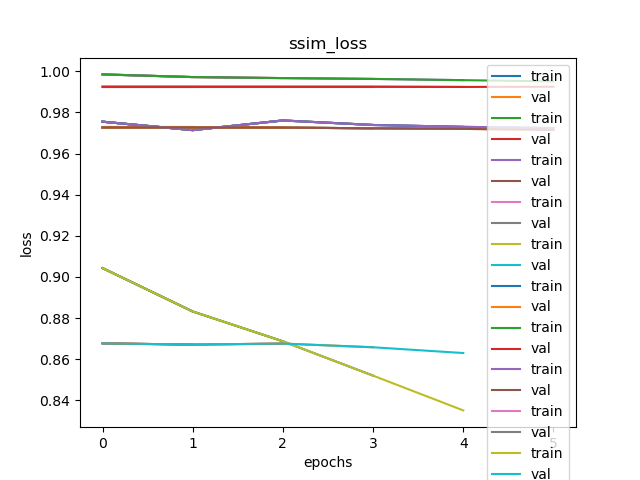 ssim_loss
1.00
0.98
0.96
0.94
0.92
0.90
0.88
0.86
0.84
loss
0
1
2
3
4
5
epochs
train
val
train
val
train
val
train
val
train
val
train
val
train
val
train
val
train
val
train
val